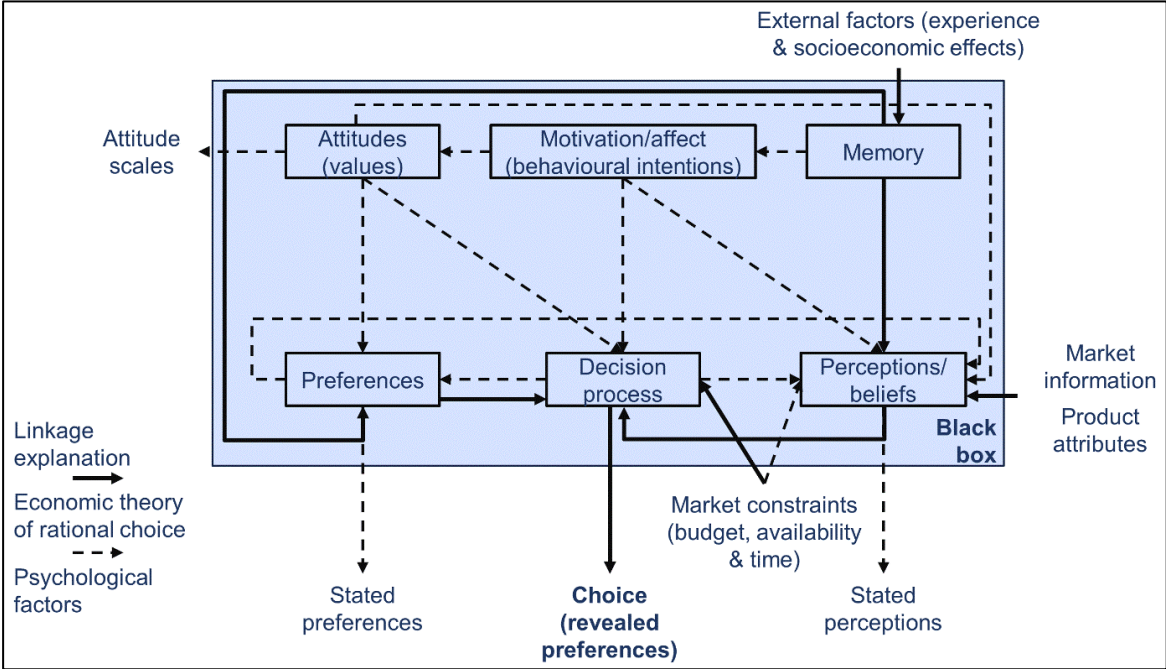 External factors (experience
& socioeconomic effects)
Attitude
scales
Attitudes
(values)
Motivation/affect
(behavioural intentions)
Memory
Preferences
Decision
process
Perceptions/
beliefs
Market
information
Product
attributes
Black
box
Linkage
explanation
Economic theory
of rational choice
Psychological
factors
Market constraints
(budget, availability
& time)
Stated
preferences
Choice
(revealed
preferences)
Stated
perceptions